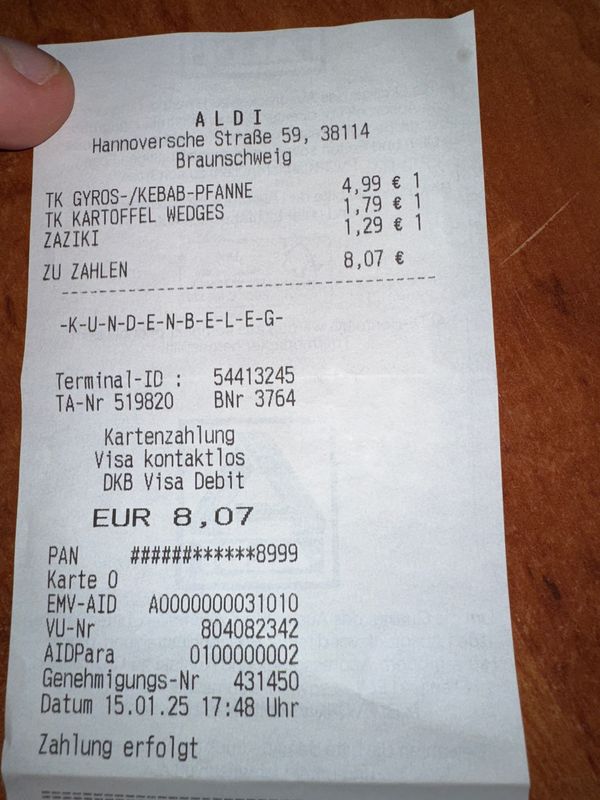 ALDI
Hannoversche Straße 59, 38114
Braunschweig
TK GYROS-/KEBAB-PFANNE 4,99 € 1
TK KARTOFFEL WEDGES 1,79 € 1
ZAZIKI 1,29 € 1
ZU ZAHLEN 8,07 €
-K-U-N-D-E-N-B-E-L-E-G-
Terminal-ID : 54413245
TA-Nr 519820 BNr 3764
Kartenzahlung
Visa kontaktlos
DKB Visa Debit
EUR 8,07
PAN ######******8999
Karte 0
EMV-AID A0000000031010
VU-Nr 804082342
AIDPara 0100000002
Genehmigungs-Nr 431450
Datum 15.01.25 17:48 Uhr
Zahlung erfolgt